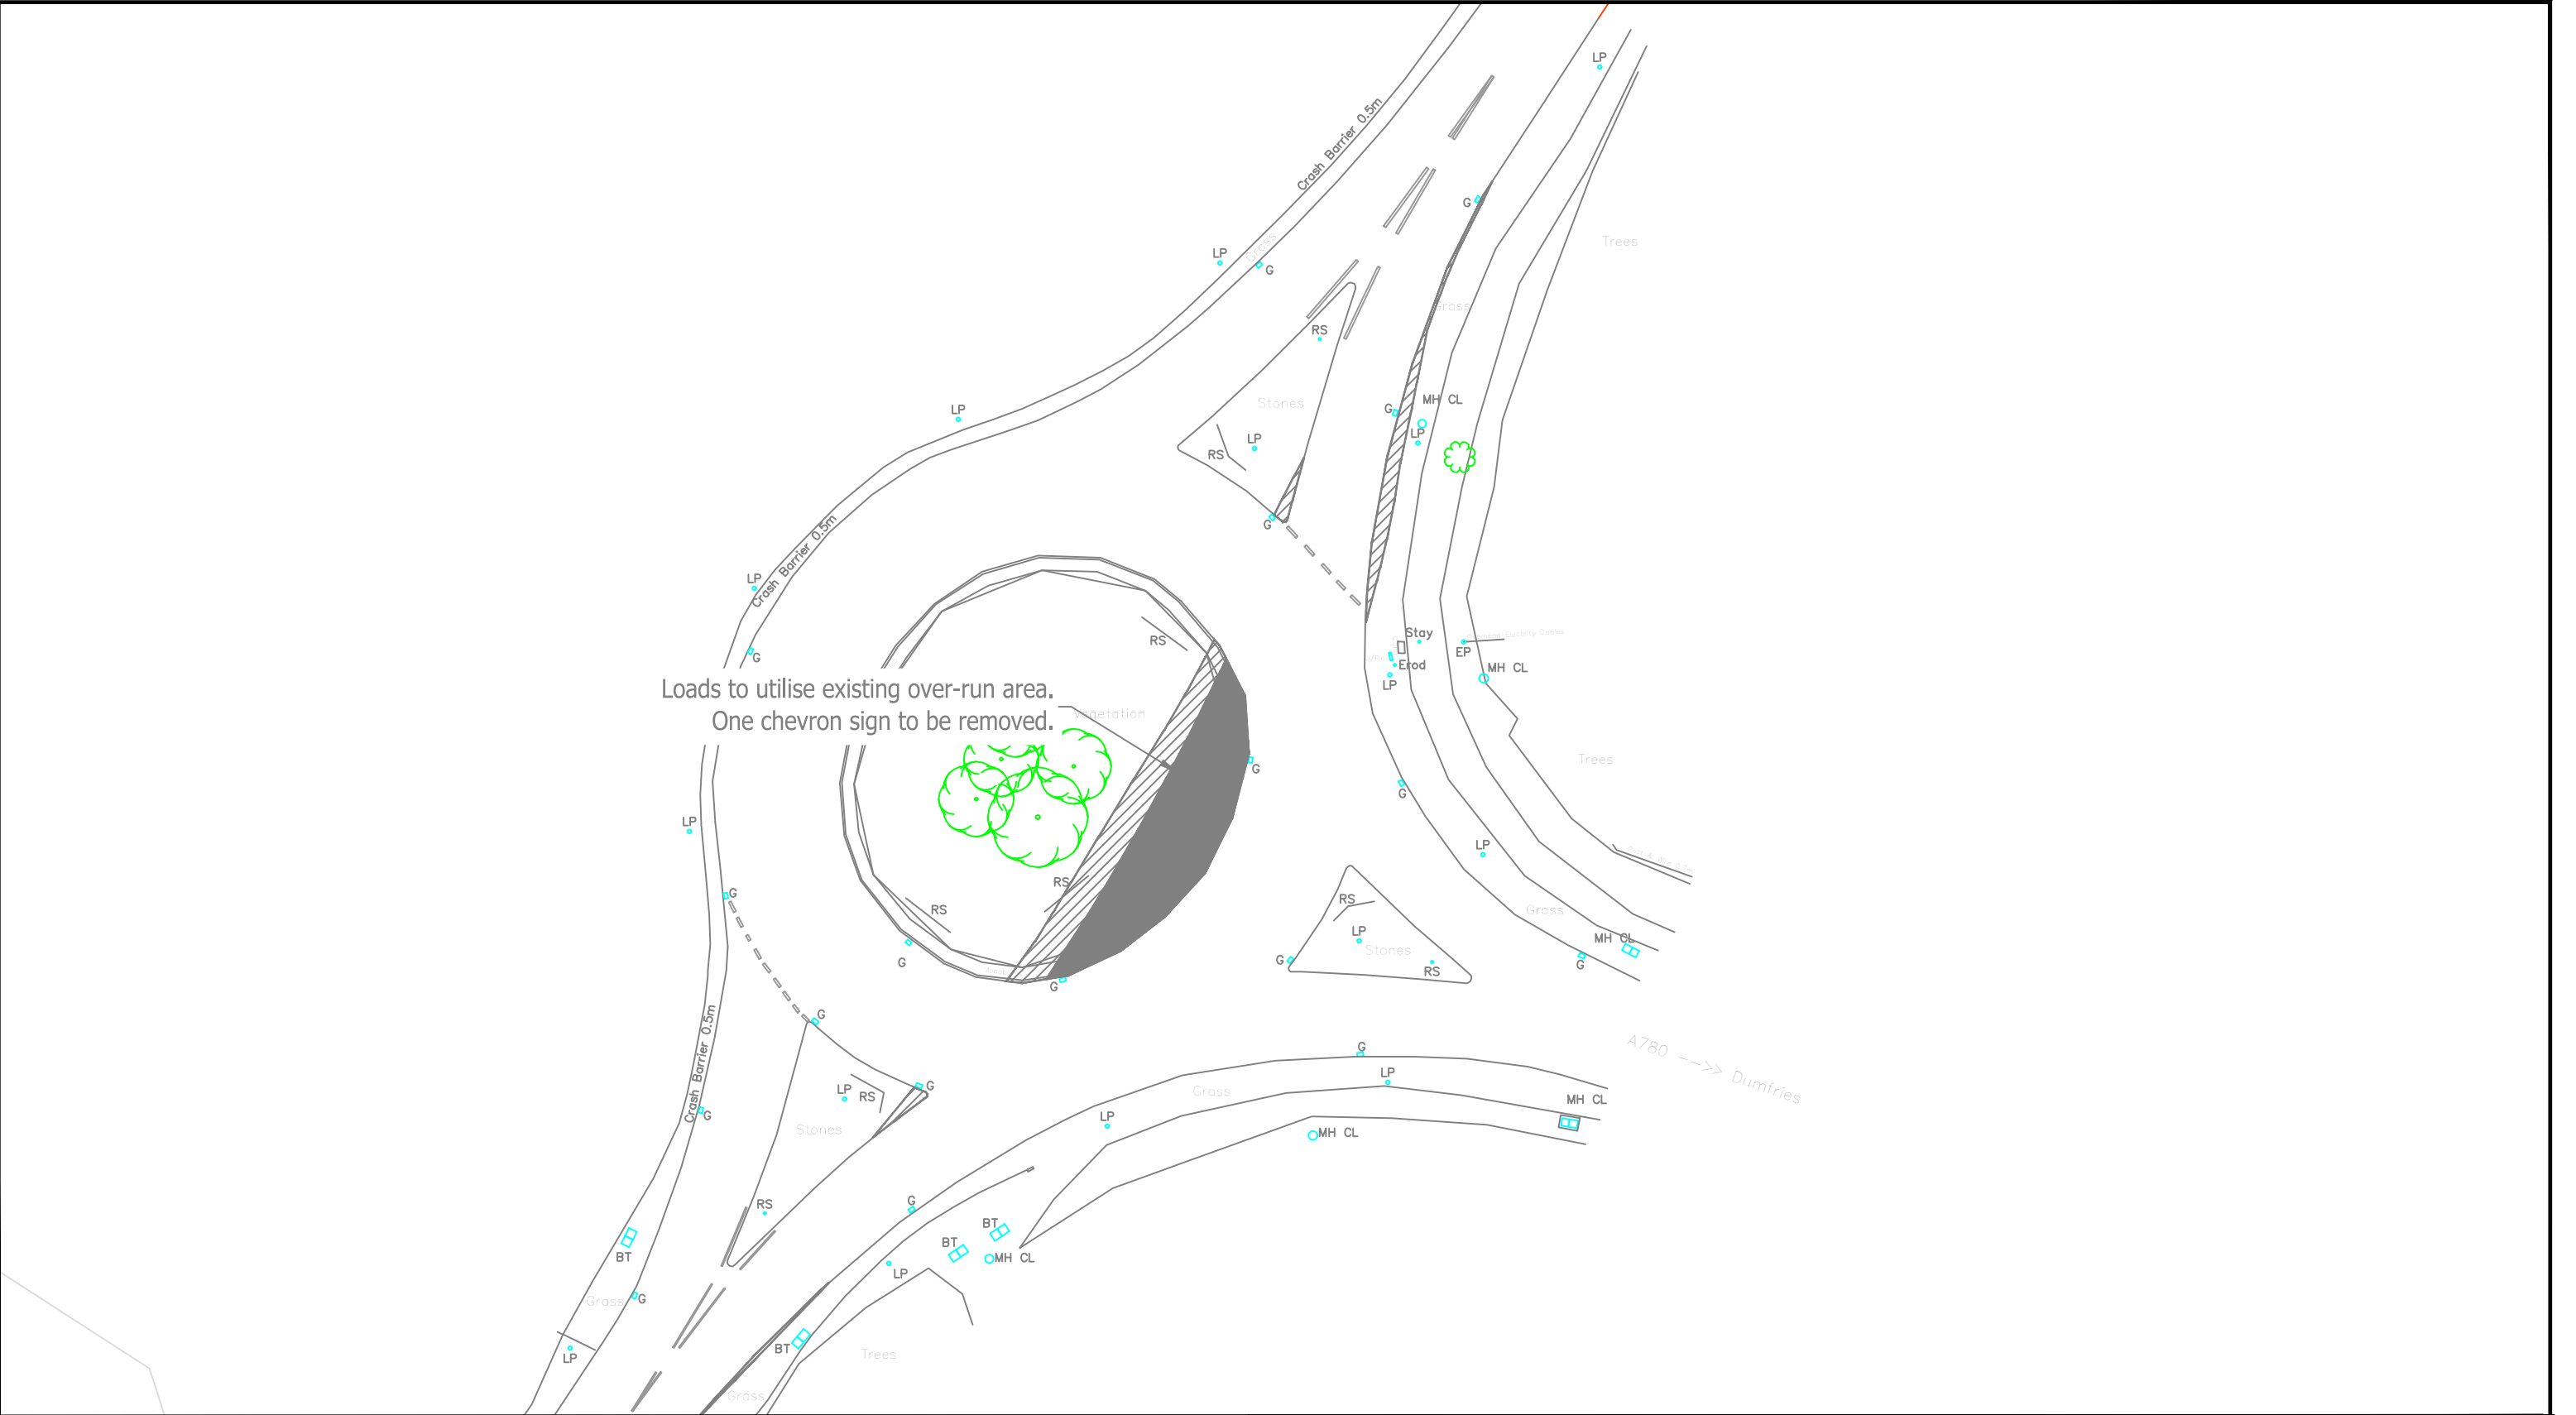 LP
Crash Barrier 0.5m
G
LP
Grass
G
Trees
Grass
RS
MH CL
G
LP
Stones
LP
LP
RS
G
Crash Barrier 0.5m
LP
Stay
RS
EP
Erod
MH CL
G
LP
Loads to utilise existing over-run area.
One chevron sign to be removed.
Vegetation
Trees
G
G
LP
LP
RS
G
RS
RS
Grass
LP
MH CL
Stones
G
G
G
RS
G
G
Crash Barrier 0.5m
G
A780 -->> Dumfries
LP
G
LP
RS
Grass
MH CL
G
LP
Stones
MH CL
RS
G
BT
BT
BT
MH CL
LP
Grass
G
BT
LP
Trees
Grass